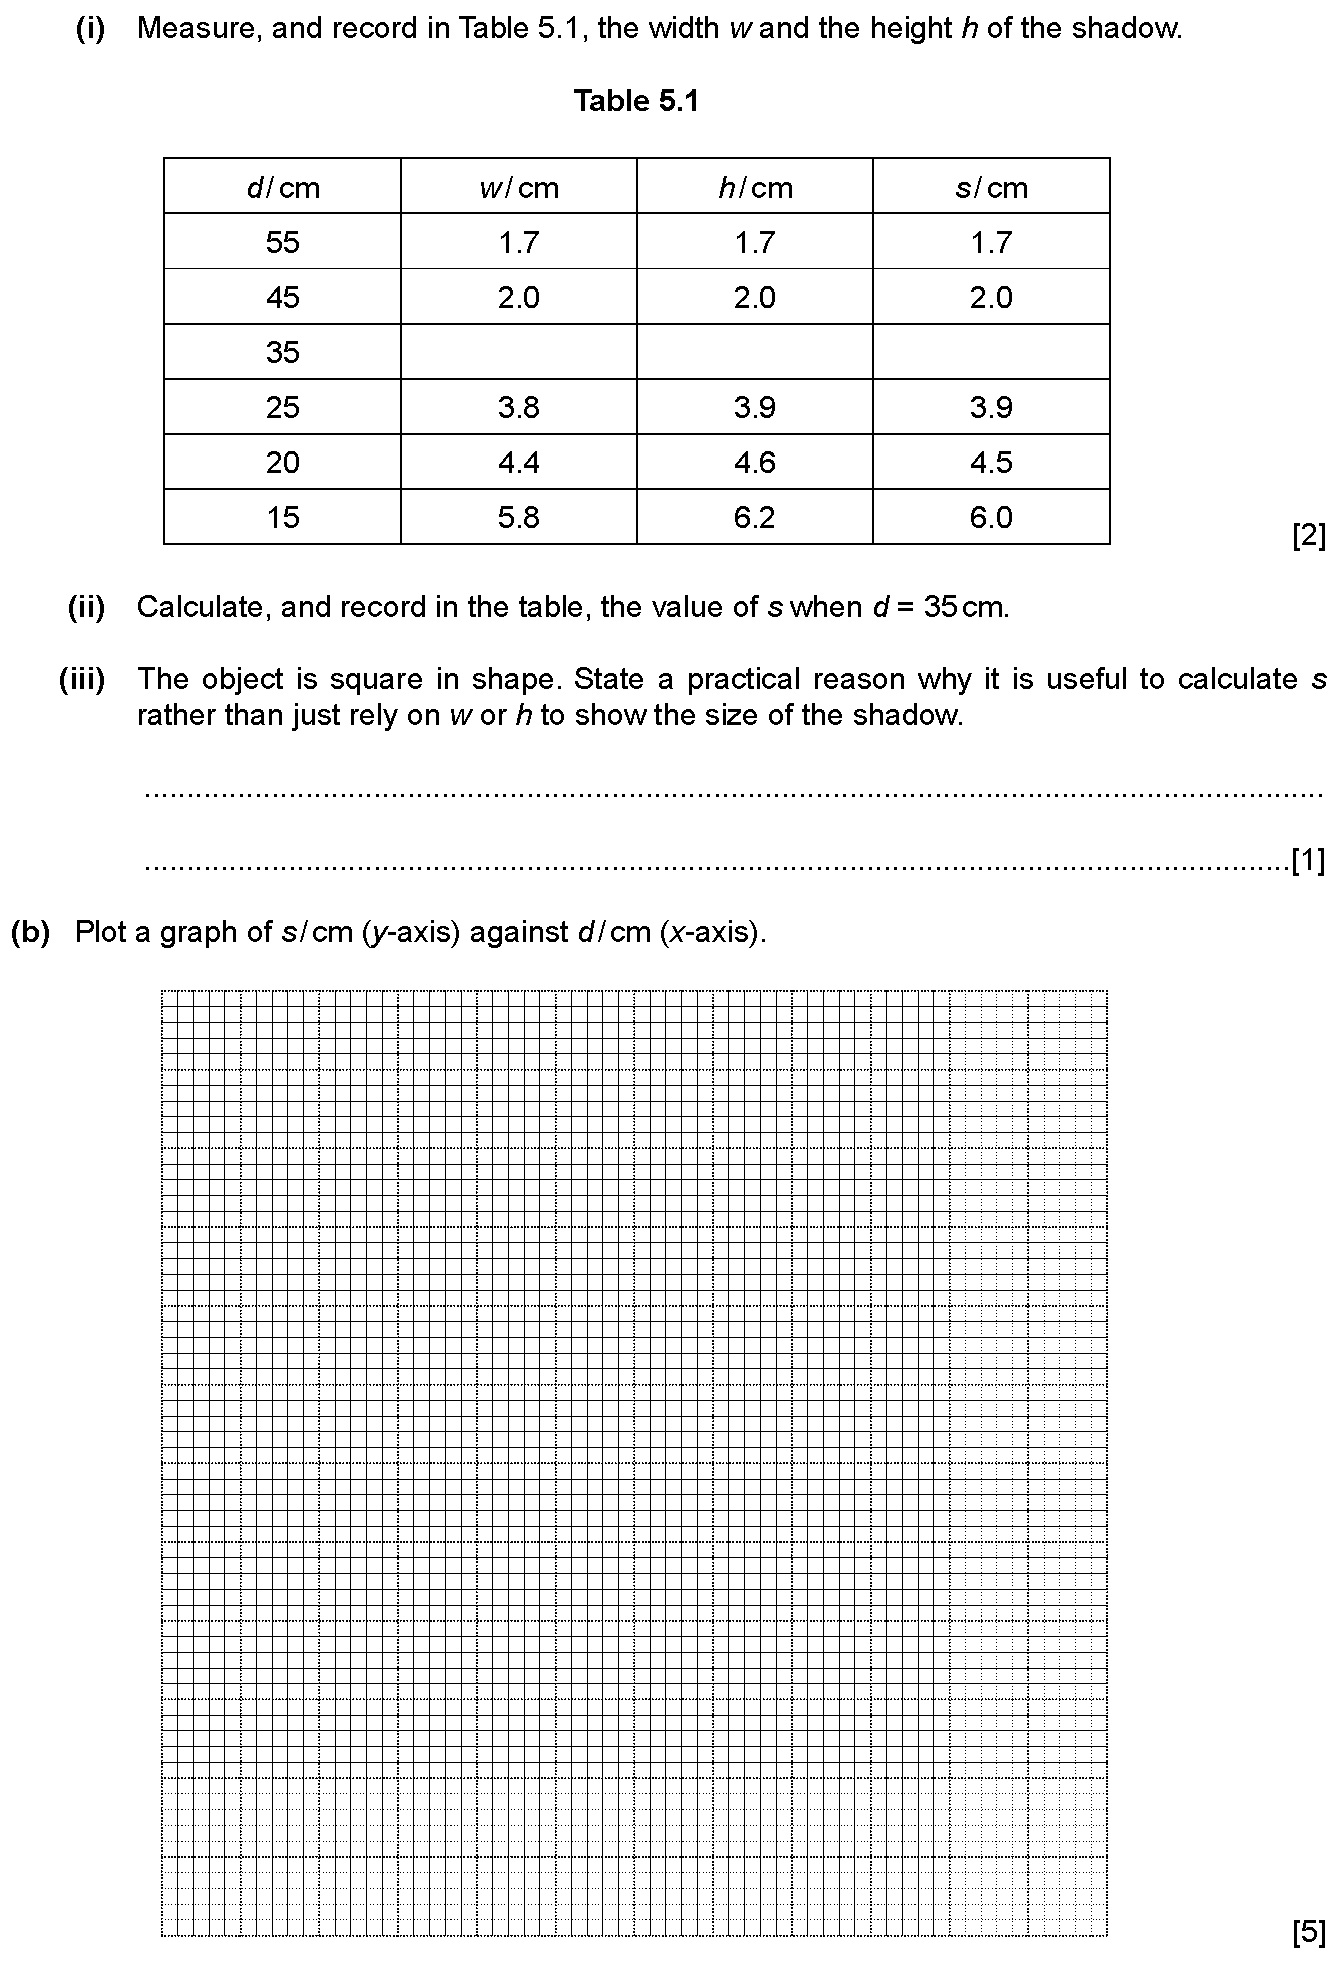 (i) Measure, and record in Table 5.1, the width w and the height h of the shadow.
Table 5.1
d/cm w/cm h/cm s/cm
55 1.7 1.7 1.7
45 2.0 2.0 2.0
35
25 3.8 3.9 3.9
20 4.4 4.6 4.5
15 5.8 6.2 6.0
[2]
(ii) Calculate, and record in the table, the value of s when d = 35 cm.
(iii) The object is square in shape. State a practical reason why it is useful to calculate s
rather than just rely on w or h to show the size of the shadow.
[1]
(b) Plot a graph of s/cm (y-axis) against d/cm (x-axis).
[5]